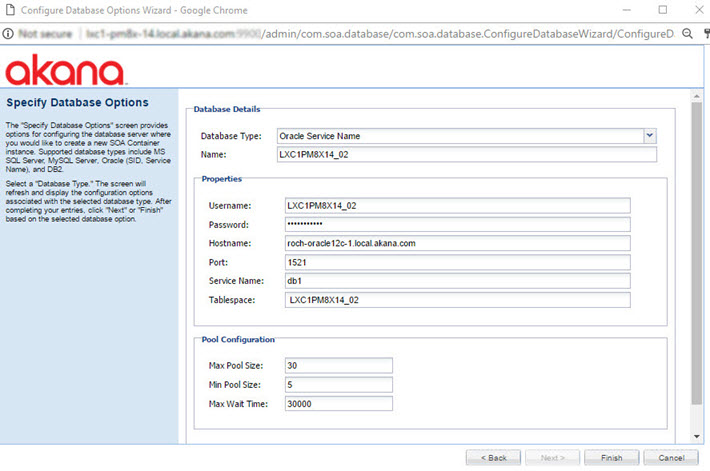 Configure Database Options Wizard - Google Chrome
Not secure lxc1-pm8x-14.local.akana.com:9900/admin/com.soa.database/com.soa.database.ConfigureDatabaseWizard/ConfigureDa
akana
Specify Database Options
The "Specify Database Options" screen provides
options for configuring the database server where
you would like to create a new SOA Container
instance. Supported database types include MS
SQL Server, MySQL Server, Oracle (SID, Service
Name), and DB2.
Select a "Database Type." The screen will
refresh and display the configuration options
associated with the selected database type. After
completing your entries, click "Next" or "Finish"
based on the selected database option.
Database Details
Database Type: Oracle Service Name
Name: LXC1PM8X14_02
Properties
Username: LXC1PM8X14_02
Password: •••••••••••
Hostname: roch-oracle12c-1.local.akana.com
Port: 1521
Service Name: db1
Tablespace: LXC1PM8X14_02
Pool Configuration
Max Pool Size: 30
Min Pool Size: 5
Max Wait Time: 30000
< Back Next > Finish Cancel